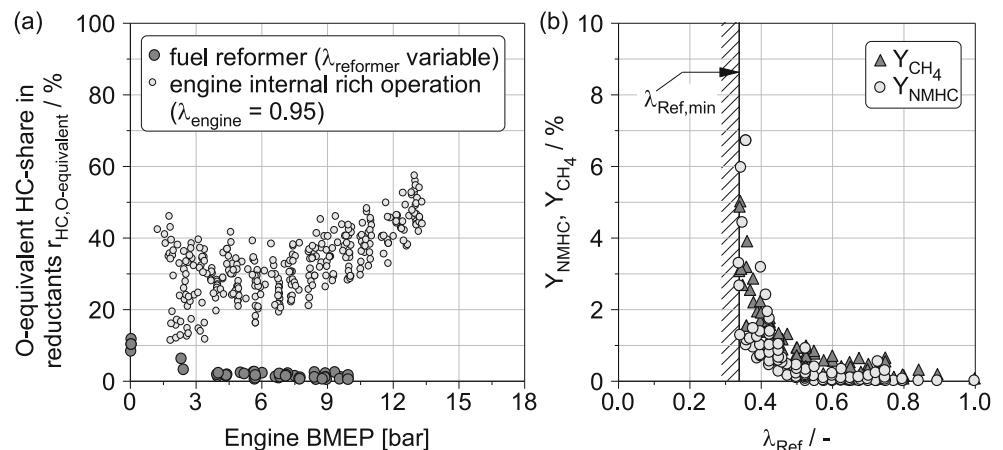 (a)
O-equivalent HC-share in
reductants r_HC,O-equivalent / %
100
80
60
40
20
0
fuel reformer (λ_reformer variable)
engine internal rich operation
(λ_engine = 0.95)
0 3 6 9 12 15 18
Engine BMEP [bar]
(b)
Y_NMHC, Y_CH4 / %
10
8
6
4
2
0
λ_Ref,min
Y_CH4
Y_NMHC
0.0 0.2 0.4 0.6 0.8 1.0
λ_Ref / -